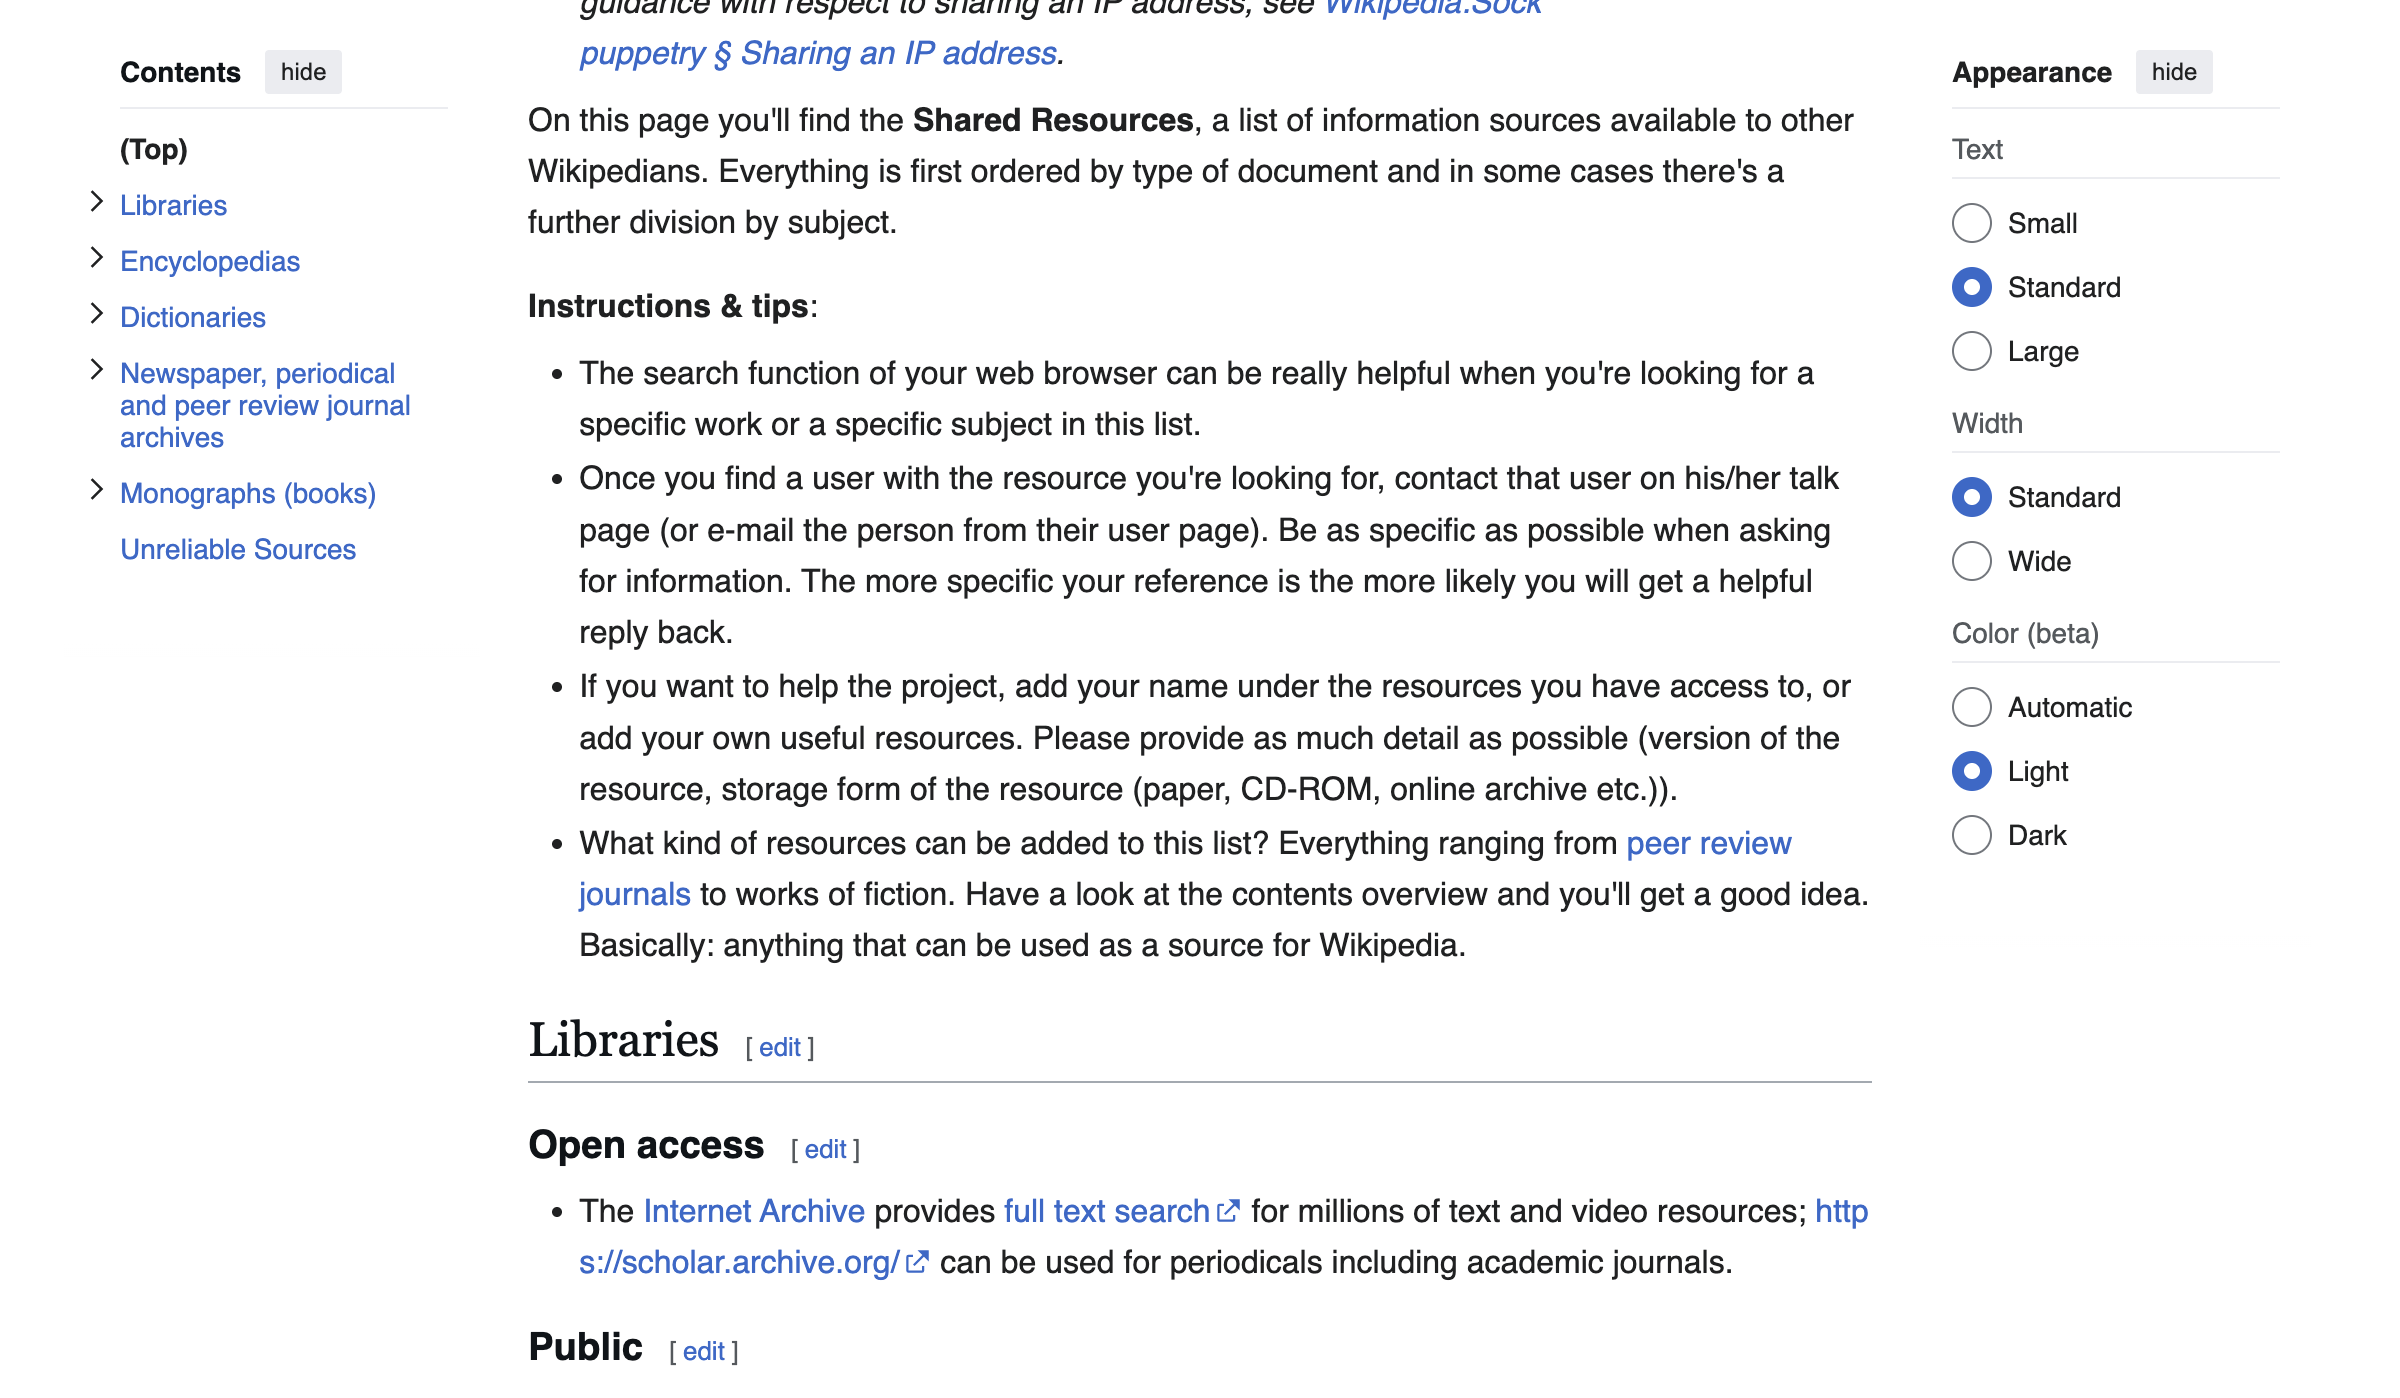 guidance with respect to sharing an IP address, see Wikipedia:Sock
puppetry § Sharing an IP address.
Contents hide
(Top)
Libraries
Encyclopedias
Dictionaries
Newspaper, periodical
and peer review journal
archives
Monographs (books)
Unreliable Sources
On this page you'll find the Shared Resources, a list of information sources available to other
Wikipedians. Everything is first ordered by type of document and in some cases there's a
further division by subject.
Instructions & tips:
• The search function of your web browser can be really helpful when you're looking for a
specific work or a specific subject in this list.
• Once you find a user with the resource you're looking for, contact that user on his/her talk
page (or e-mail the person from their user page). Be as specific as possible when asking
for information. The more specific your reference is the more likely you will get a helpful
reply back.
• If you want to help the project, add your name under the resources you have access to, or
add your own useful resources. Please provide as much detail as possible (version of the
resource, storage form of the resource (paper, CD-ROM, online archive etc.)).
• What kind of resources can be added to this list? Everything ranging from peer review
journals to works of fiction. Have a look at the contents overview and you'll get a good idea.
Basically: anything that can be used as a source for Wikipedia.
Libraries [ edit ]
Open access [ edit ]
• The Internet Archive provides full text search for millions of text and video resources; http
s://scholar.archive.org/ can be used for periodicals including academic journals.
Public [ edit ]
Appearance hide
Text
Small
Standard
Large
Width
Standard
Wide
Color (beta)
Automatic
Light
Dark